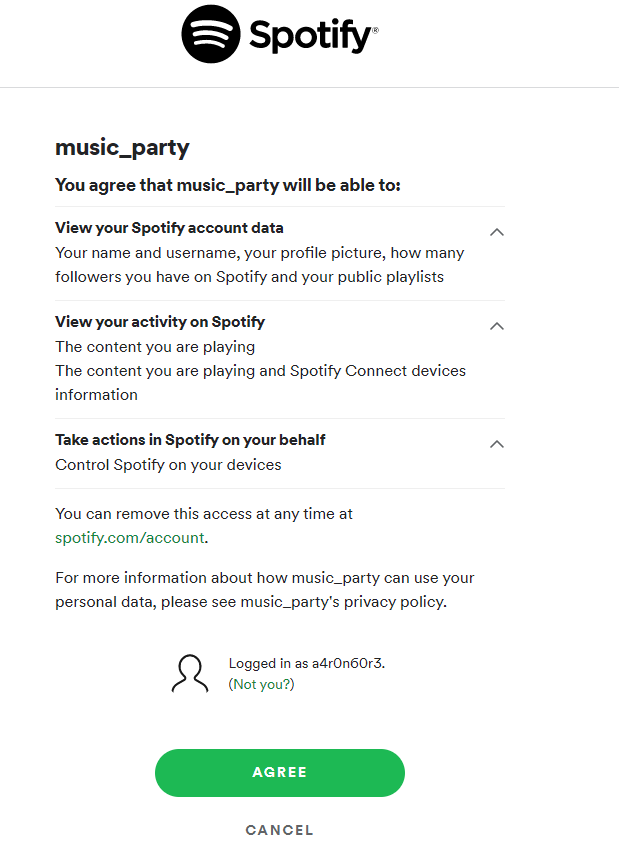 Spotify®
music_party
You agree that music_party will be able to:
View your Spotify account data
Your name and username, your profile picture, how many
followers you have on Spotify and your public playlists
View your activity on Spotify
The content you are playing
The content you are playing and Spotify Connect devices
information
Take actions in Spotify on your behalf
Control Spotify on your devices
You can remove this access at any time at
spotify.com/account.
For more information about how music_party can use your
personal data, please see music_party's privacy policy.
Logged in as a4r0n60r3.
(Not you?)
AGREE
CANCEL